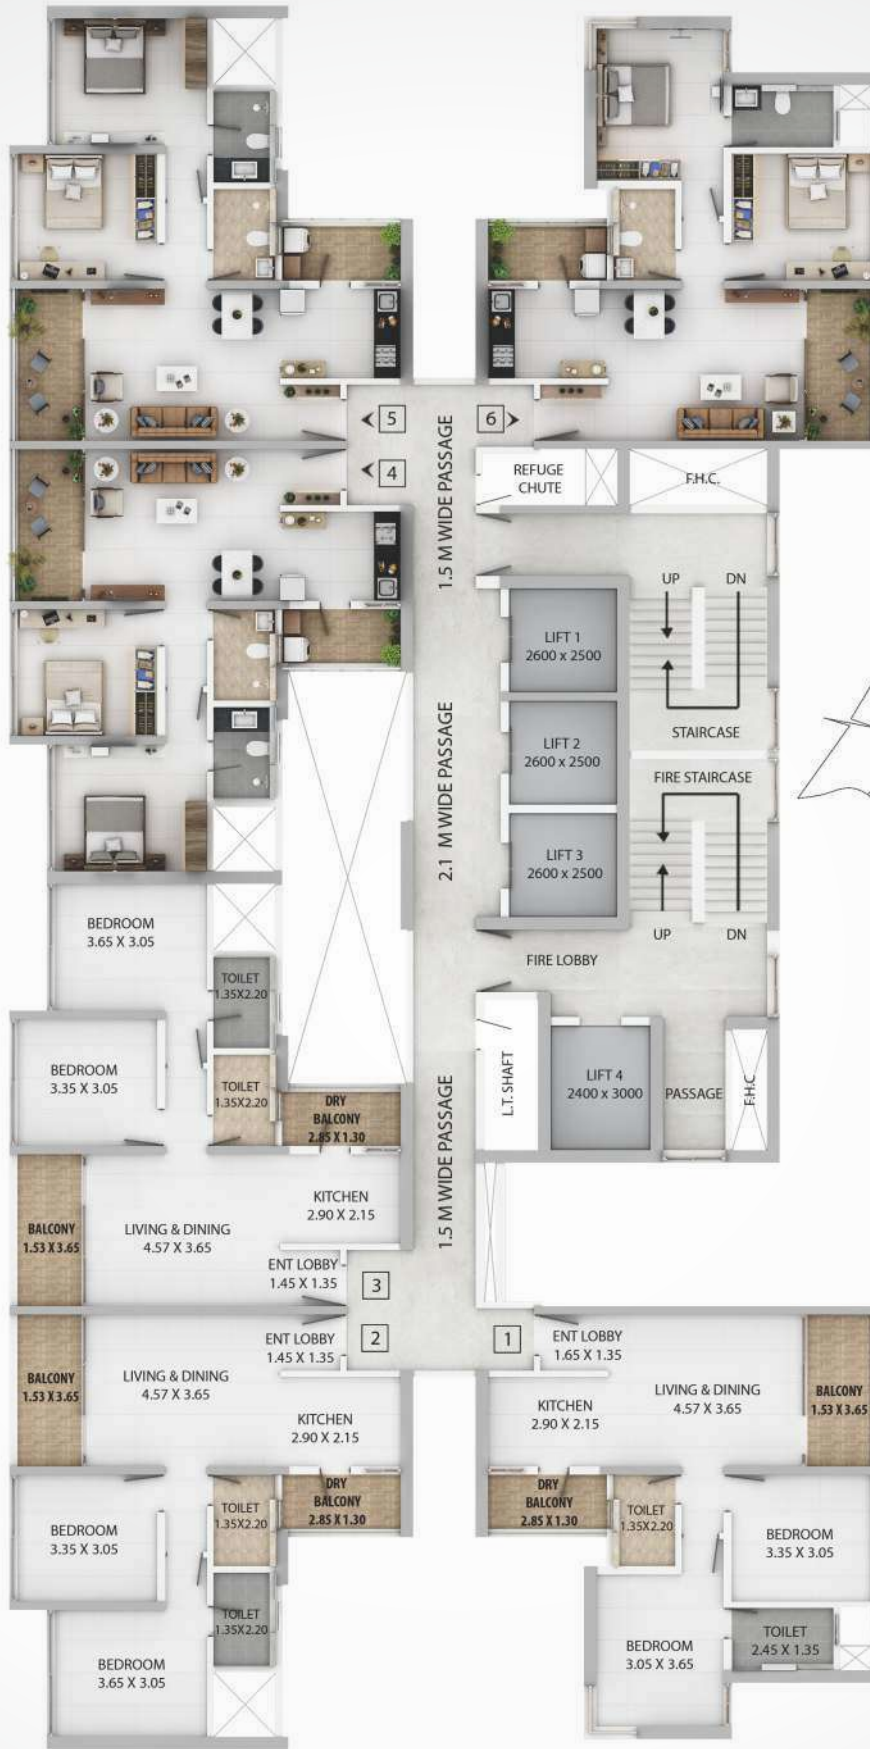 5
6
4
1.5 M WIDE PASSAGE
REFUGE
CHUTE
F.H.C.
UP
DN
LIFT 1
2600 x 2500
STAIRCASE
LIFT 2
2600 x 2500
2.1 M WIDE PASSAGE
FIRE STAIRCASE
LIFT 3
2600 x 2500
UP
DN
FIRE LOBBY
BEDROOM
3.65 X 3.05
TOILET
1.35X2.20
BEDROOM
3.35 X 3.05
TOILET
1.35X2.20
DRY
BALCONY
2.85 X 1.30
L.T. SHAFT
LIFT 4
2400 x 3000
PASSAGE
F.H.C
1.5 M WIDE PASSAGE
KITCHEN
2.90 X 2.15
BALCONY
1.53 X 3.65
LIVING & DINING
4.57 X 3.65
ENT LOBBY
1.45 X 1.35
3
2
1
ENT LOBBY
1.45 X 1.35
ENT LOBBY
1.65 X 1.35
BALCONY
1.53 X 3.65
LIVING & DINING
4.57 X 3.65
KITCHEN
2.90 X 2.15
KITCHEN
2.90 X 2.15
LIVING & DINING
4.57 X 3.65
BALCONY
1.53 X 3.65
DRY
BALCONY
2.85 X 1.30
DRY
BALCONY
2.85 X 1.30
TOILET
1.35X2.20
TOILET
1.35X2.20
BEDROOM
3.35 X 3.05
BEDROOM
3.35 X 3.05
TOILET
1.35X2.20
BEDROOM
3.65 X 3.05
BEDROOM
3.05 X 3.65
TOILET
2.45 X 1.35